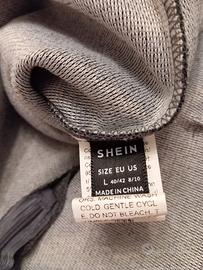 SHEIN
SIZE EU US
L 40/42 8/10
MADE IN CHINA
MACHINE WASH
COLD GENTLE CYCL
E DO NOT BLEACH